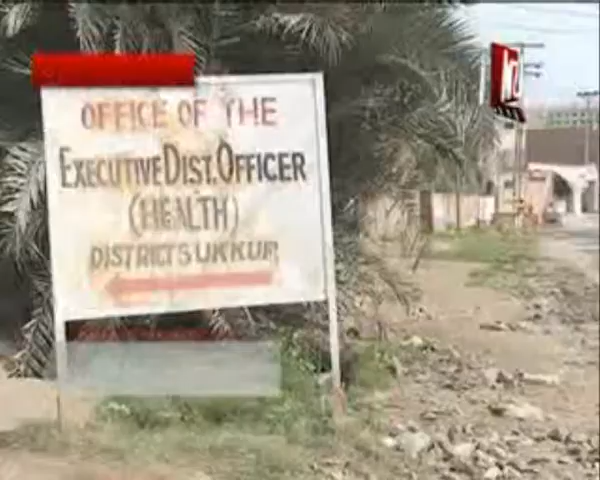 OFFICE OF THE
EXECUTIVE DIST. OFFICER
(HEALTH)
DISTRICT SUKKUR